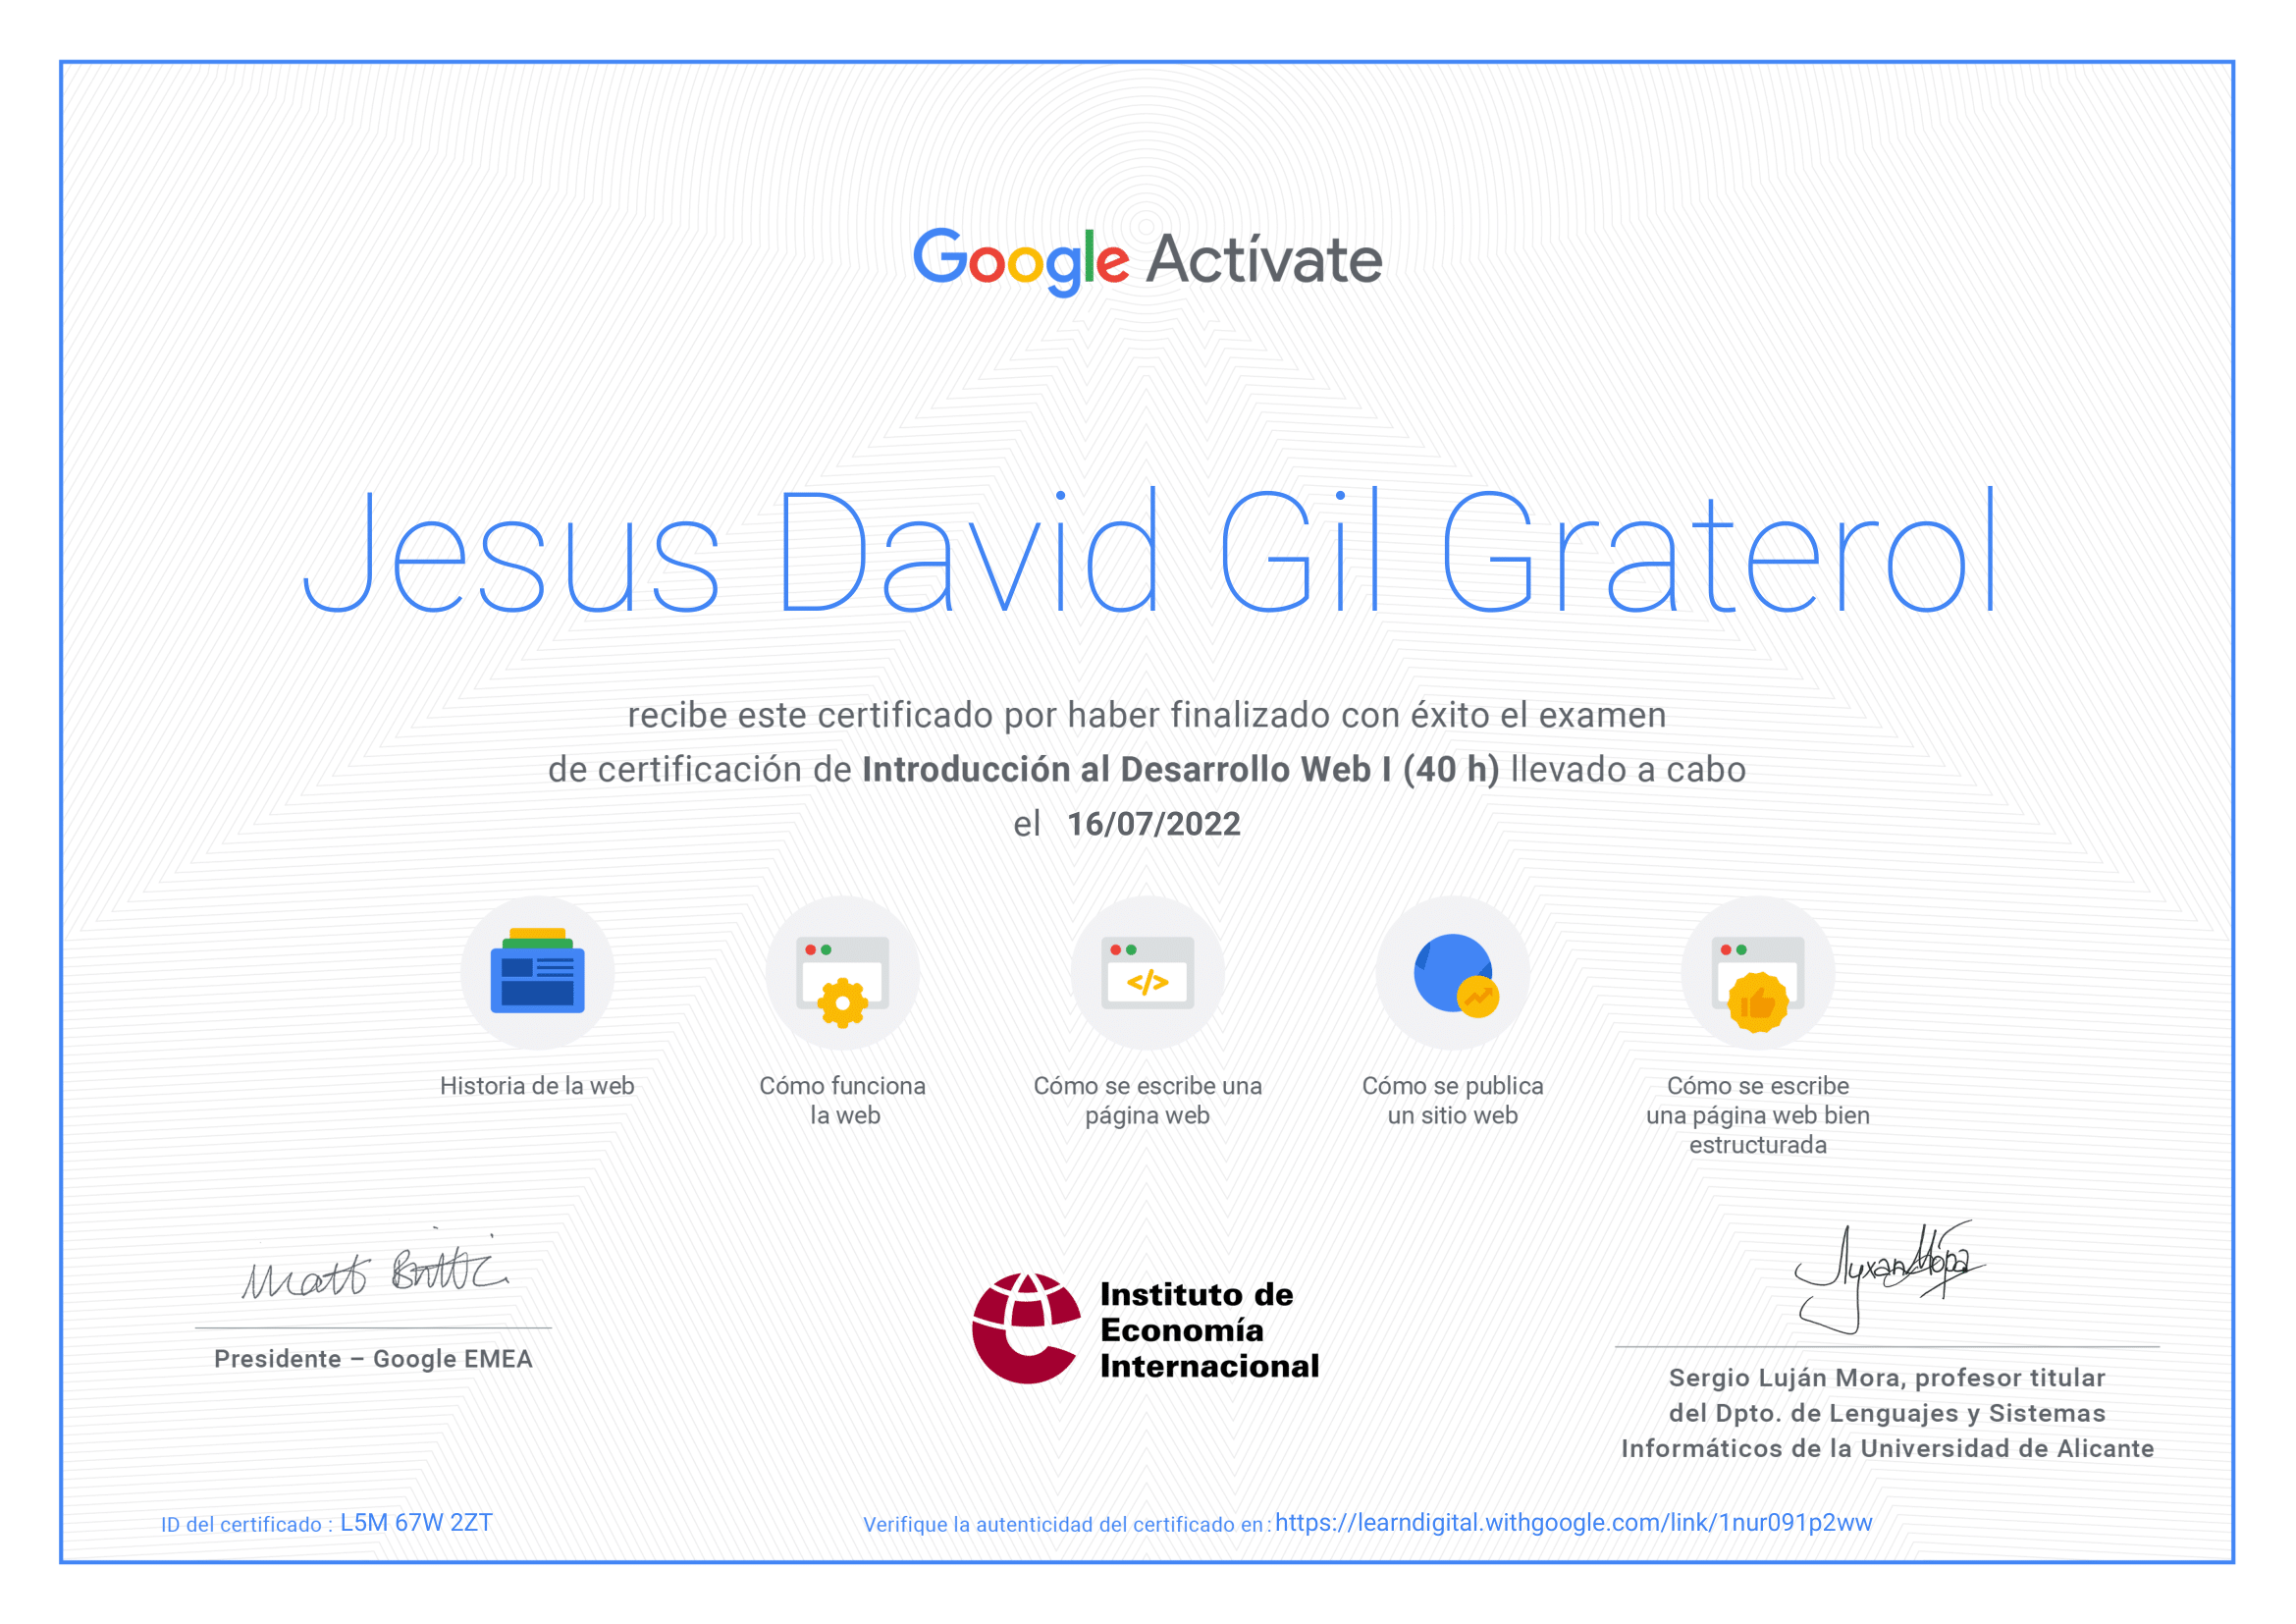 Google Actívate
Jesus David Gil Graterol
recibe este certificado por haber finalizado con éxito el examen
de certificación de Introducción al Desarrollo Web I (40 h) llevado a cabo
el 16/07/2022
</>
Historia de la web
Cómo funciona
la web
Cómo se escribe una
página web
Cómo se publica
un sitio web
Cómo se escribe
una página web bien
estructurada
Matt Brittin
Presidente – Google EMEA
Instituto de
Economía
Internacional
Sergio Luján Mora, profesor titular
del Dpto. de Lenguajes y Sistemas
Informáticos de la Universidad de Alicante
ID del certificado : L5M 67W 2ZT
Verifique la autenticidad del certificado en: https://learndigital.withgoogle.com/link/1nur091p2ww